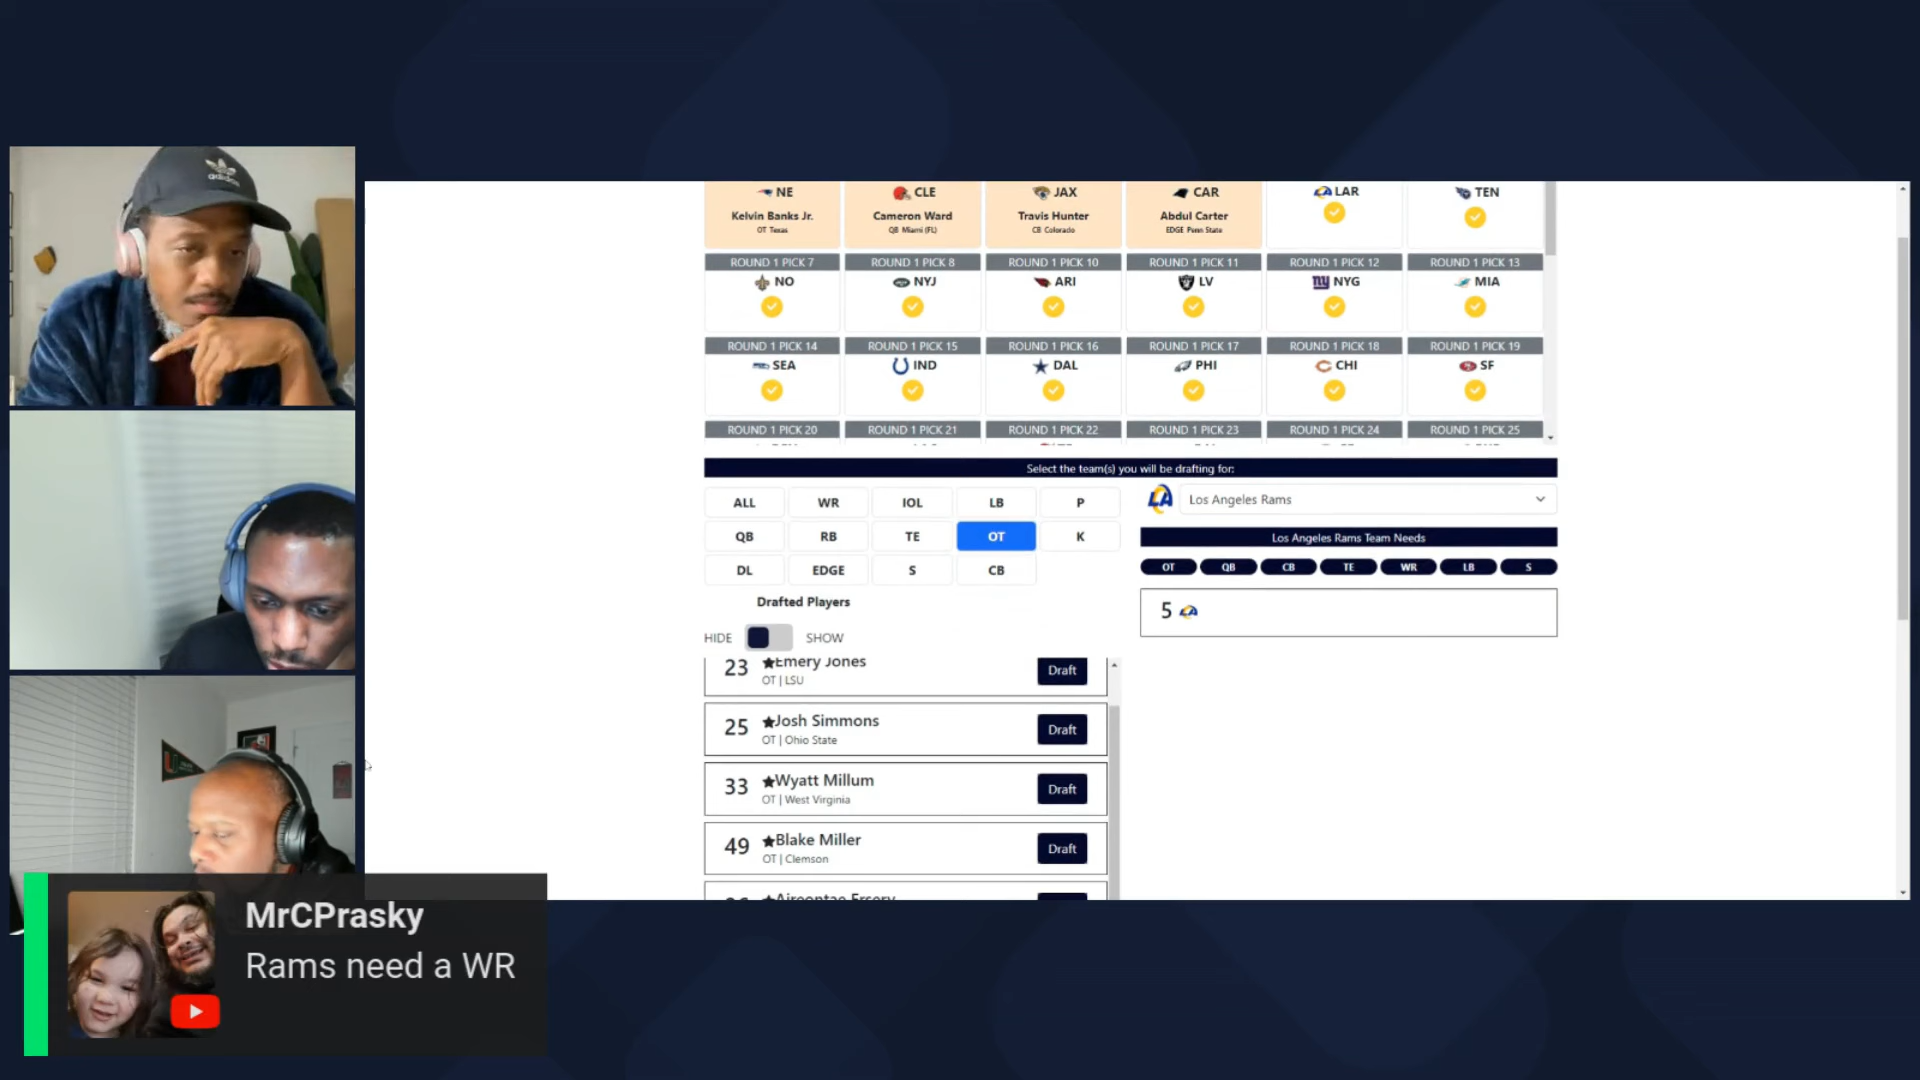 adidas
NE
CLE
JAX
CAR
LAR
TEN
Kelvin Banks Jr.
Cameron Ward
Travis Hunter
Abdul Carter
OT Texas
QB Miami (FL)
CB Colorado
EDGE Penn State
ROUND 1 PICK 7
ROUND 1 PICK 8
ROUND 1 PICK 10
ROUND 1 PICK 11
ROUND 1 PICK 12
ROUND 1 PICK 13
NO
NYJ
ARI
LV
NYG
MIA
ROUND 1 PICK 14
ROUND 1 PICK 15
ROUND 1 PICK 16
ROUND 1 PICK 17
ROUND 1 PICK 18
ROUND 1 PICK 19
SEA
IND
DAL
PHI
CHI
SF
ROUND 1 PICK 20
ROUND 1 PICK 21
ROUND 1 PICK 22
ROUND 1 PICK 23
ROUND 1 PICK 24
ROUND 1 PICK 25
Select the team(s) you will be drafting for:
ALL
WR
IOL
LB
P
QB
RB
TE
OT
K
DL
EDGE
S
CB
Los Angeles Rams
Los Angeles Rams Team Needs
OT
QB
CB
TE
WR
LB
S
5
Drafted Players
HIDE
SHOW
23
Emery Jones
OT | LSU
Draft
25
Josh Simmons
OT | Ohio State
Draft
33
Wyatt Millum
OT | West Virginia
Draft
49
Blake Miller
OT | Clemson
Draft
MrCPrasky
Rams need a WR